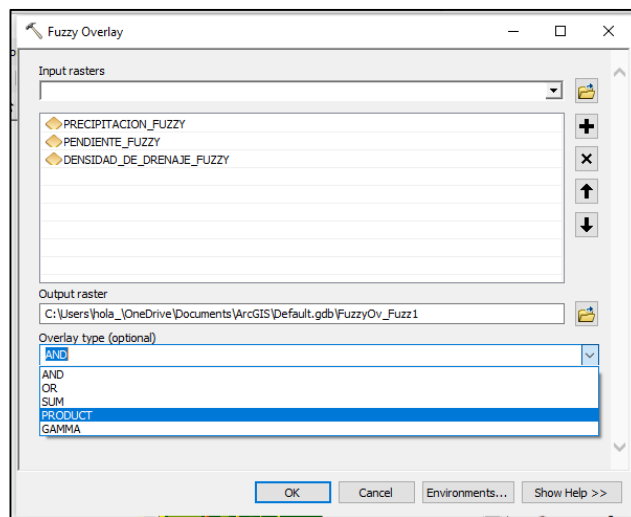 Fuzzy Overlay
Input rasters
PRECIPITACION_FUZZY
PENDIENTE_FUZZY
DENSIDAD_DE_DRENAJE_FUZZY
Output raster
C:\Users\hola_\OneDrive\Documents\ArcGIS\Default.gdb\FuzzyOv_Fuzz1
Overlay type (optional)
AND
AND
OR
SUM
PRODUCT
GAMMA
OK Cancel Environments... Show Help >>